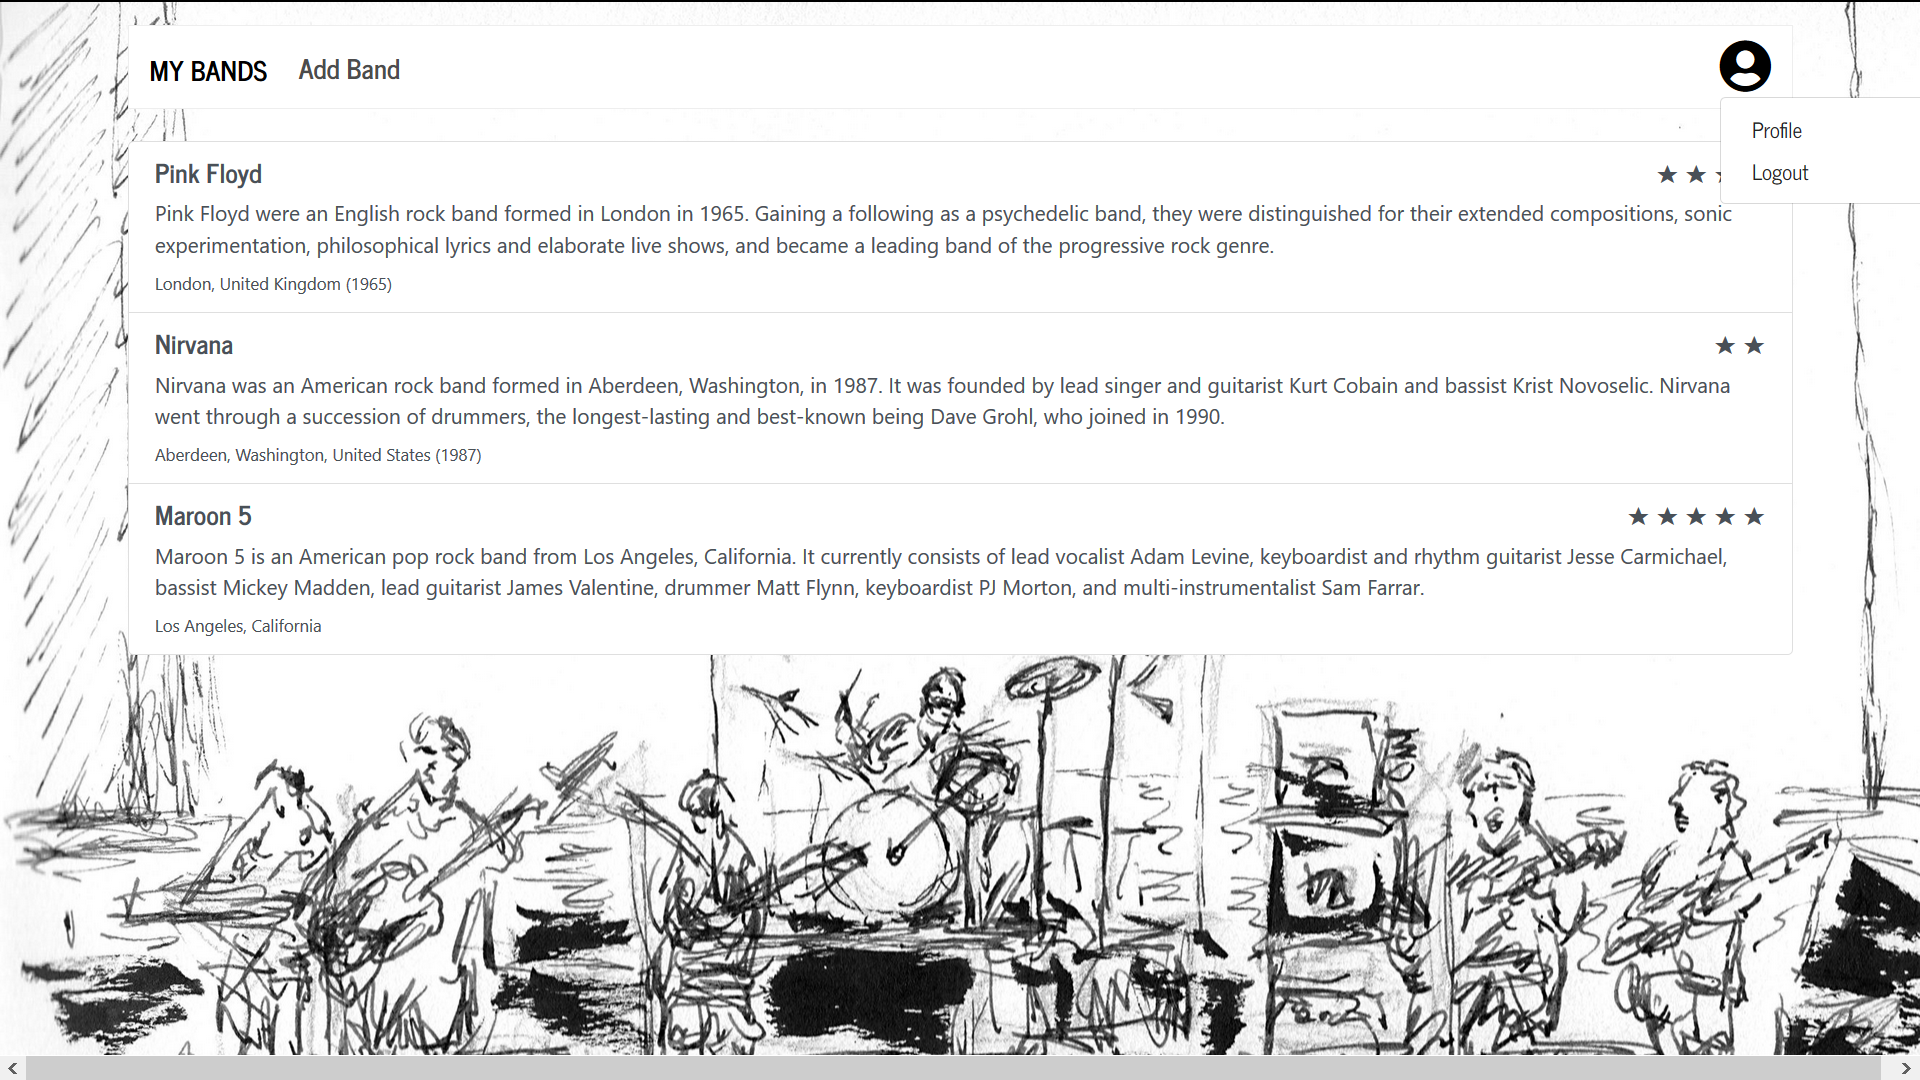 MY BANDS Add Band
Profile
Logout
Pink Floyd
Pink Floyd were an English rock band formed in London in 1965. Gaining a following as a psychedelic band, they were distinguished for their extended compositions, sonic
experimentation, philosophical lyrics and elaborate live shows, and became a leading band of the progressive rock genre.
London, United Kingdom (1965)
Nirvana
Nirvana was an American rock band formed in Aberdeen, Washington, in 1987. It was founded by lead singer and guitarist Kurt Cobain and bassist Krist Novoselic. Nirvana
went through a succession of drummers, the longest-lasting and best-known being Dave Grohl, who joined in 1990.
Aberdeen, Washington, United States (1987)
Maroon 5
Maroon 5 is an American pop rock band from Los Angeles, California. It currently consists of lead vocalist Adam Levine, keyboardist and rhythm guitarist Jesse Carmichael,
bassist Mickey Madden, lead guitarist James Valentine, drummer Matt Flynn, keyboardist PJ Morton, and multi-instrumentalist Sam Farrar.
Los Angeles, California